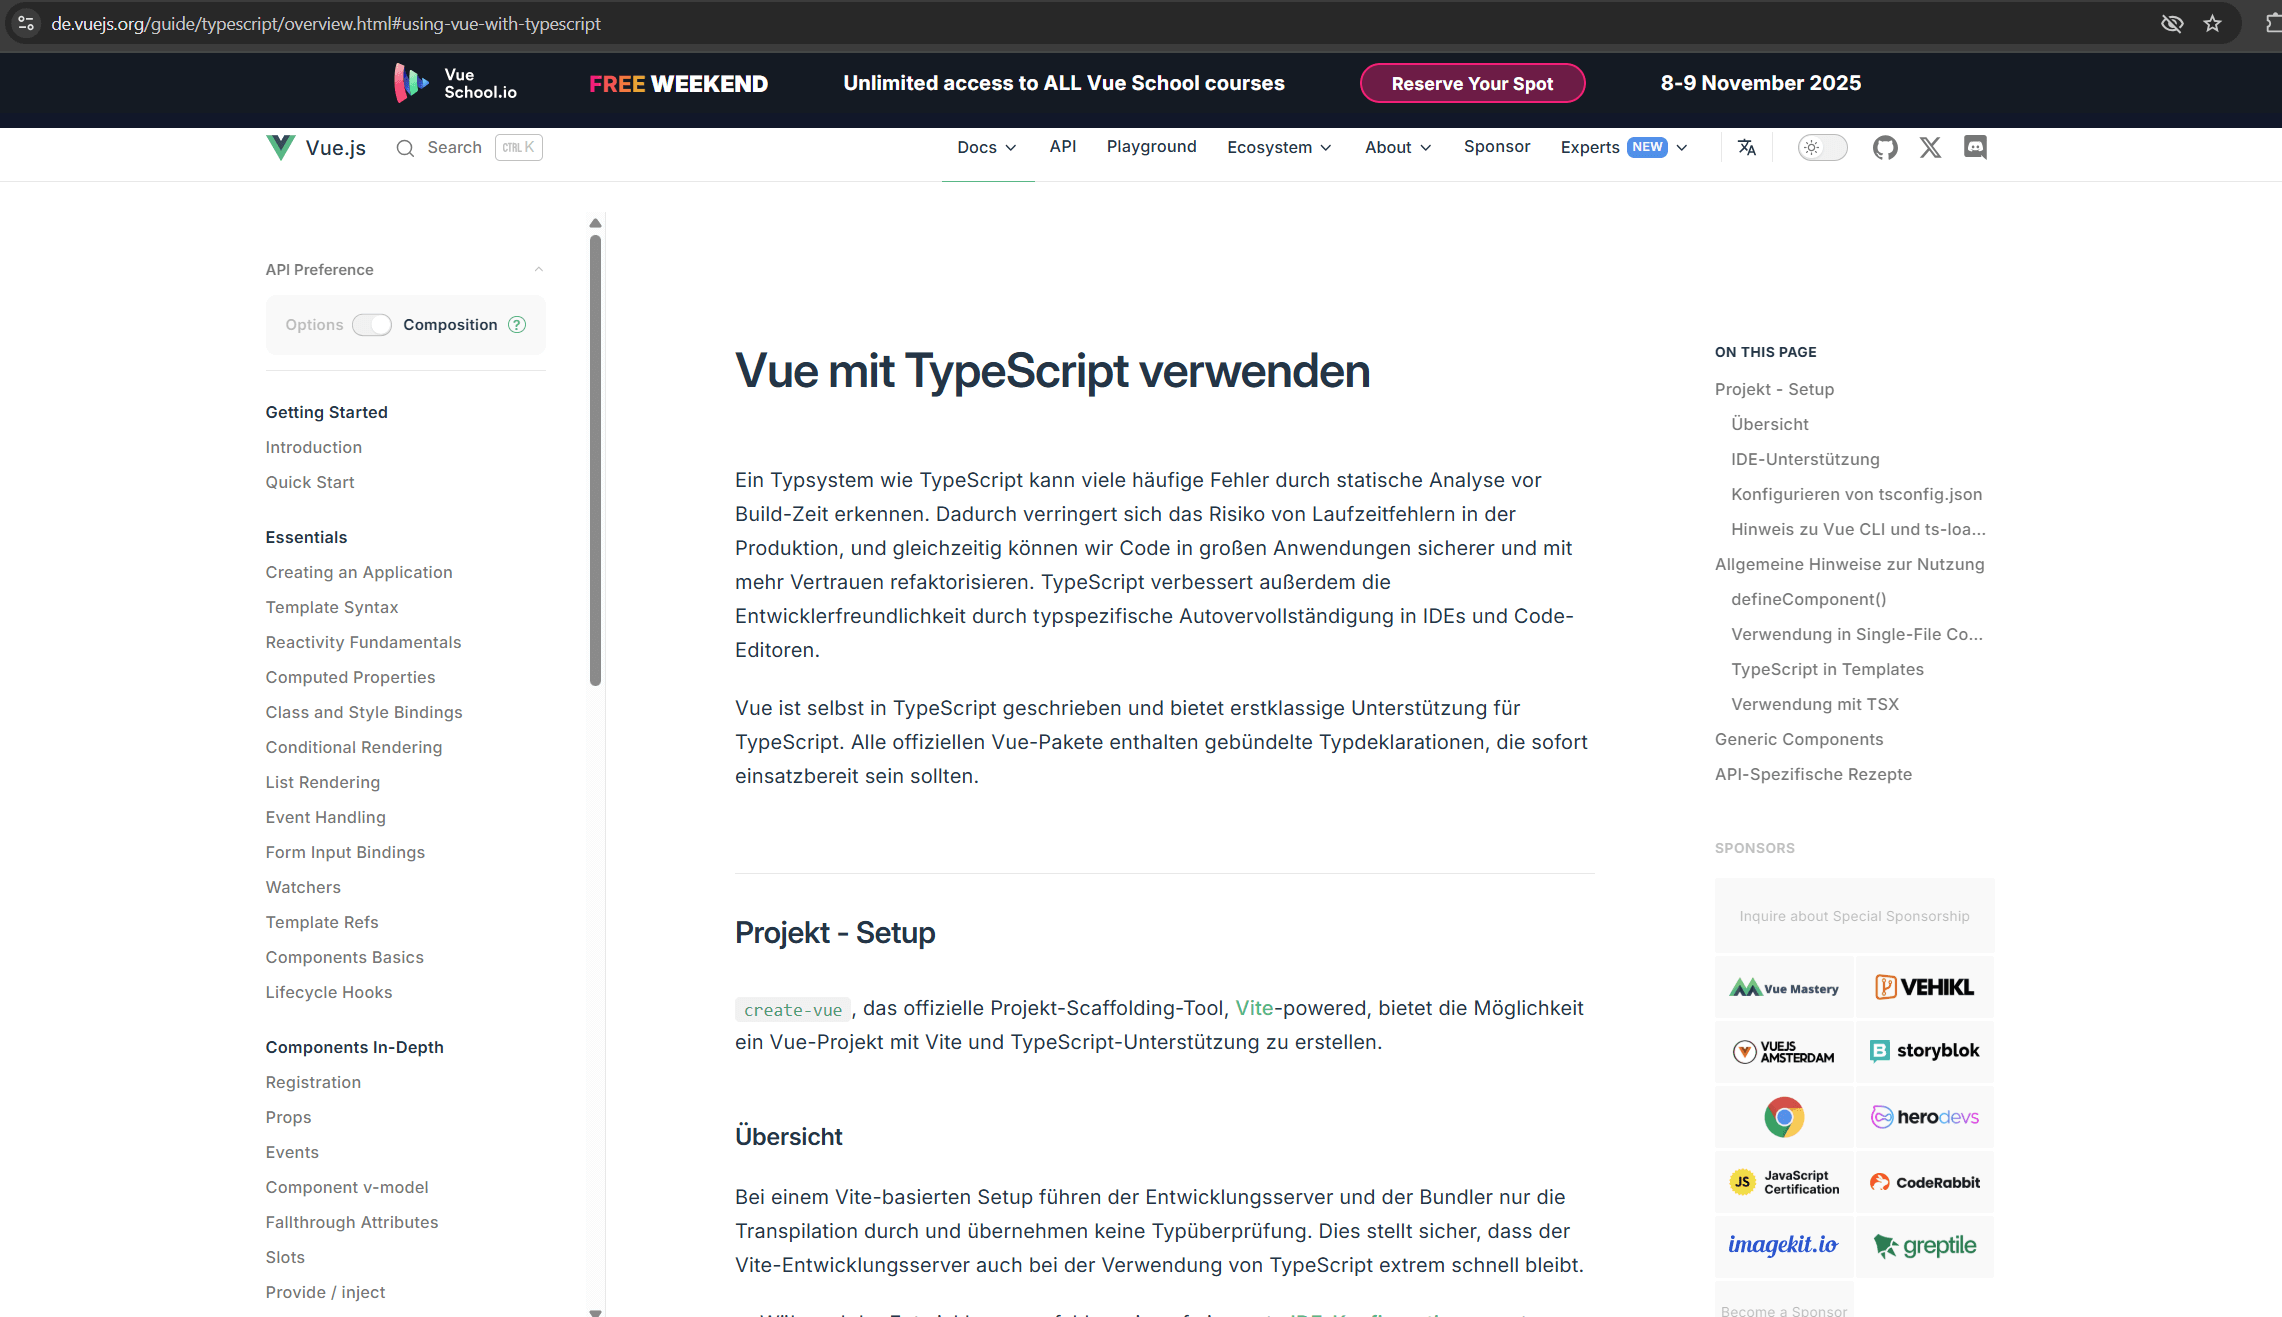 de.vuejs.org/guide/typescript/overview.html#using-vue-with-typescript
Vue School.io
FREE WEEKEND
Unlimited access to ALL Vue School courses
Reserve Your Spot
8-9 November 2025
Vue.js
Search
CTRL K
Docs
API
Playground
Ecosystem
About
Sponsor
Experts NEW
API Preference
Options
Composition
?
Getting Started
Introduction
Quick Start
Essentials
Creating an Application
Template Syntax
Reactivity Fundamentals
Computed Properties
Class and Style Bindings
Conditional Rendering
List Rendering
Event Handling
Form Input Bindings
Watchers
Template Refs
Components Basics
Lifecycle Hooks
Components In-Depth
Registration
Props
Events
Component v-model
Fallthrough Attributes
Slots
Provide / inject
Vue mit TypeScript verwenden
Ein Typsystem wie TypeScript kann viele häufige Fehler durch statische Analyse vor
Build-Zeit erkennen. Dadurch verringert sich das Risiko von Laufzeitfehlern in der
Produktion, und gleichzeitig können wir Code in großen Anwendungen sicherer und mit
mehr Vertrauen refaktorisieren. TypeScript verbessert außerdem die
Entwicklerfreundlichkeit durch typspezifische Autovervollständigung in IDEs und Code-
Editoren.
Vue ist selbst in TypeScript geschrieben und bietet erstklassige Unterstützung für
TypeScript. Alle offiziellen Vue-Pakete enthalten gebündelte Typdeklarationen, die sofort
einsatzbereit sein sollten.
Projekt - Setup
create-vue, das offizielle Projekt-Scaffolding-Tool, Vite-powered, bietet die Möglichkeit
ein Vue-Projekt mit Vite und TypeScript-Unterstützung zu erstellen.
Übersicht
Bei einem Vite-basierten Setup führen der Entwicklungsserver und der Bundler nur die
Transpilation durch und übernehmen keine Typüberprüfung. Dies stellt sicher, dass der
Vite-Entwicklungsserver auch bei der Verwendung von TypeScript extrem schnell bleibt.
ON THIS PAGE
Projekt - Setup
Übersicht
IDE-Unterstützung
Konfigurieren von tsconfig.json
Hinweis zu Vue CLI und ts-loa...
Allgemeine Hinweise zur Nutzung
defineComponent()
Verwendung in Single-File Co...
TypeScript in Templates
Verwendung mit TSX
Generic Components
API-Spezifische Rezepte
SPONSORS
Inquire about Special Sponsorship
Vue Mastery
VEHIKL
VUEJS AMSTERDAM
storyblok
herodevs
JS JavaScript Certification
CodeRabbit
imagekit.io
greptile
Become a Sponsor